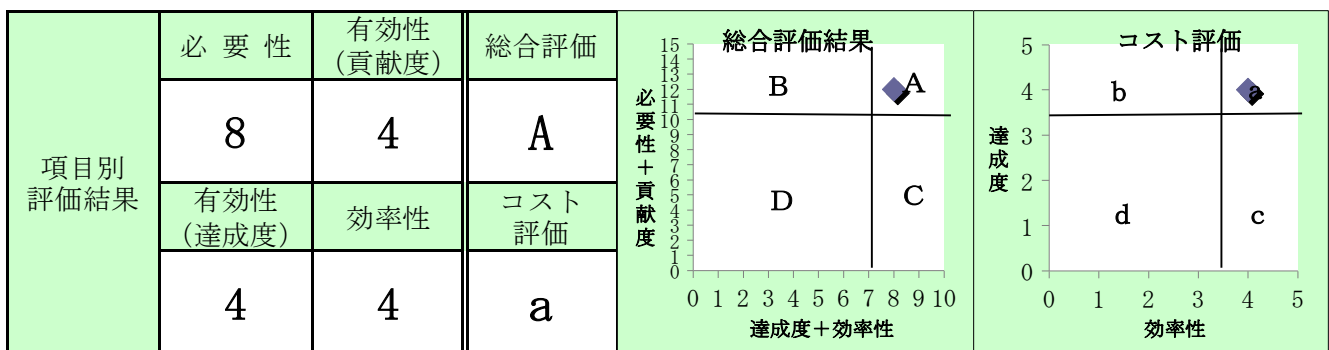 項目別
評価結果
必 要 性
有効性
(貢献度)
総合評価
8
4
A
有効性
(達成度)
効率性
コスト
評価
4
4
a
総合評価結果
必要性＋貢献度
15
14
13
12
11
10
9
8
7
6
5
4
3
2
1
0
B
A
D
C
0 1 2 3 4 5 6 7 8 9 10
達成度＋効率性
コスト評価
達成度
5
4
3
2
1
0
b
a
d
c
0 1 2 3 4 5
効率性